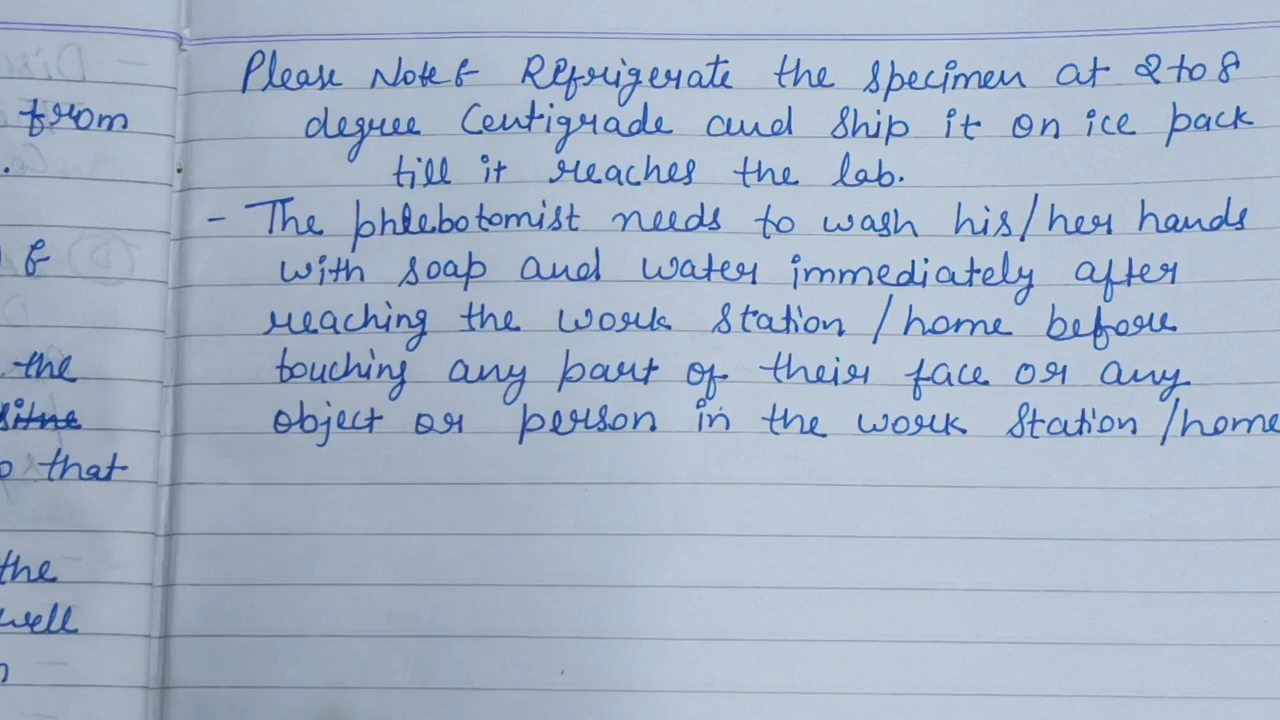 from
.
&
the
that
the
well
Please Note & Refrigerate the specimen at 2 to 8
degree Centigrade and ship it on ice pack
till it reaches the lab.
- The phlebotomist needs to wash his/her hands
with soap and water immediately after
reaching the work station /home before
touching any part of their face or any
object or person in the work station /home